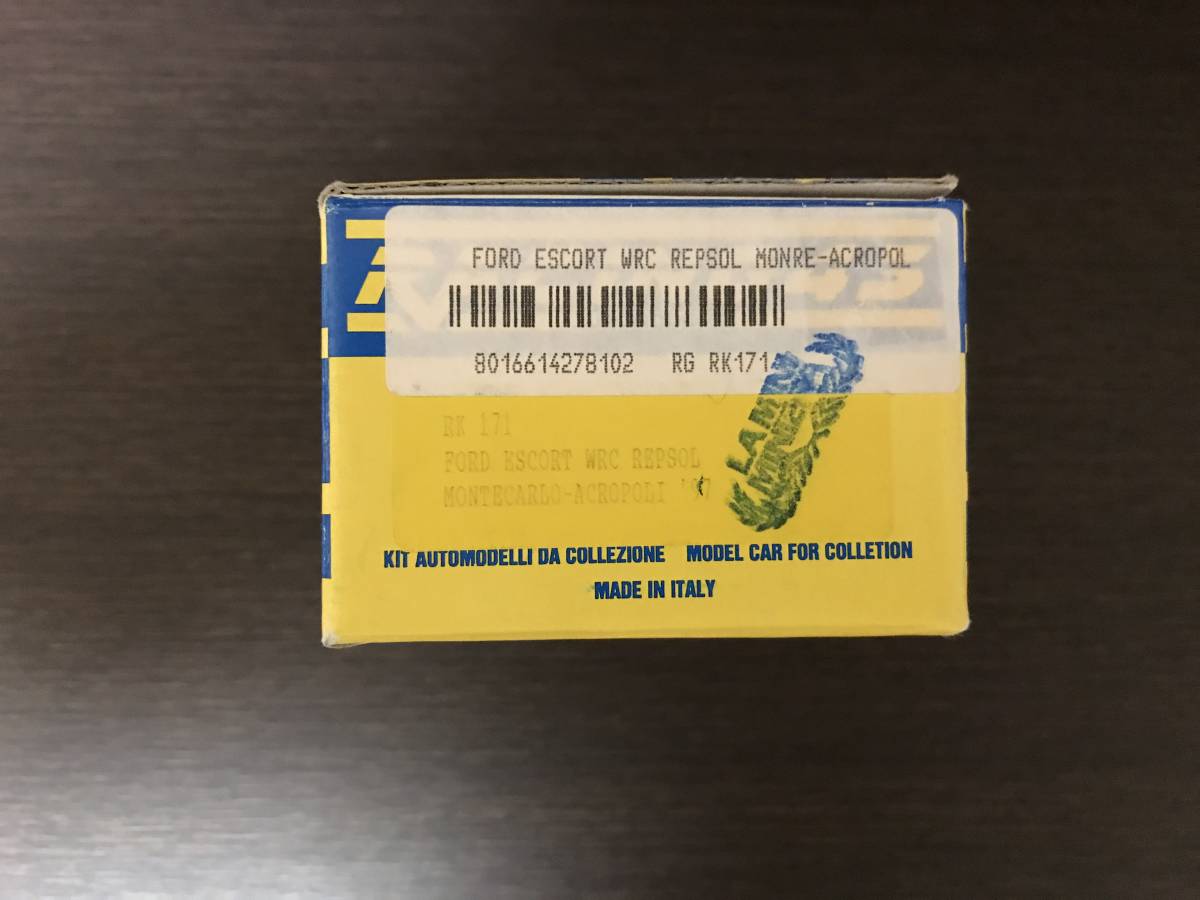 FORD ESCORT WRC REPSOL MONRE-ACROPOL
8016614278102 RG RK171
RK 171
FORD ESCORT WRC REPSOL
MONTECARLO-ACROPOLI '97
KIT AUTOMODELLI DA COLLEZIONE MODEL CAR FOR COLLETION
MADE IN ITALY